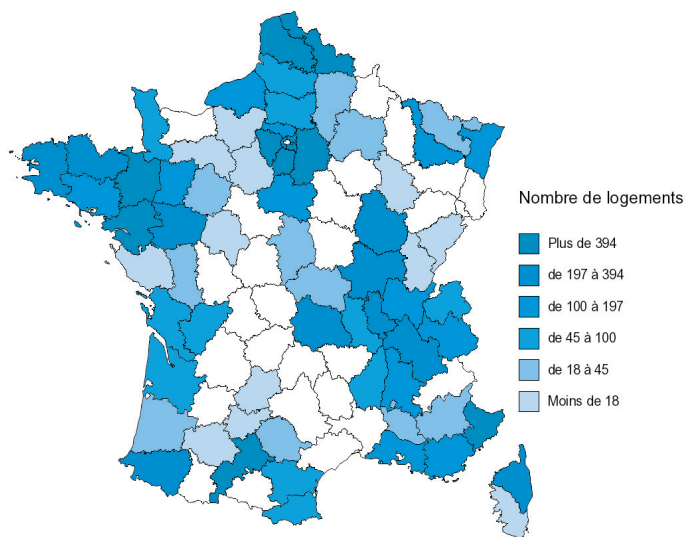 Nombre de logements
Plus de 394
de 197 à 394
de 100 à 197
de 45 à 100
de 18 à 45
Moins de 18